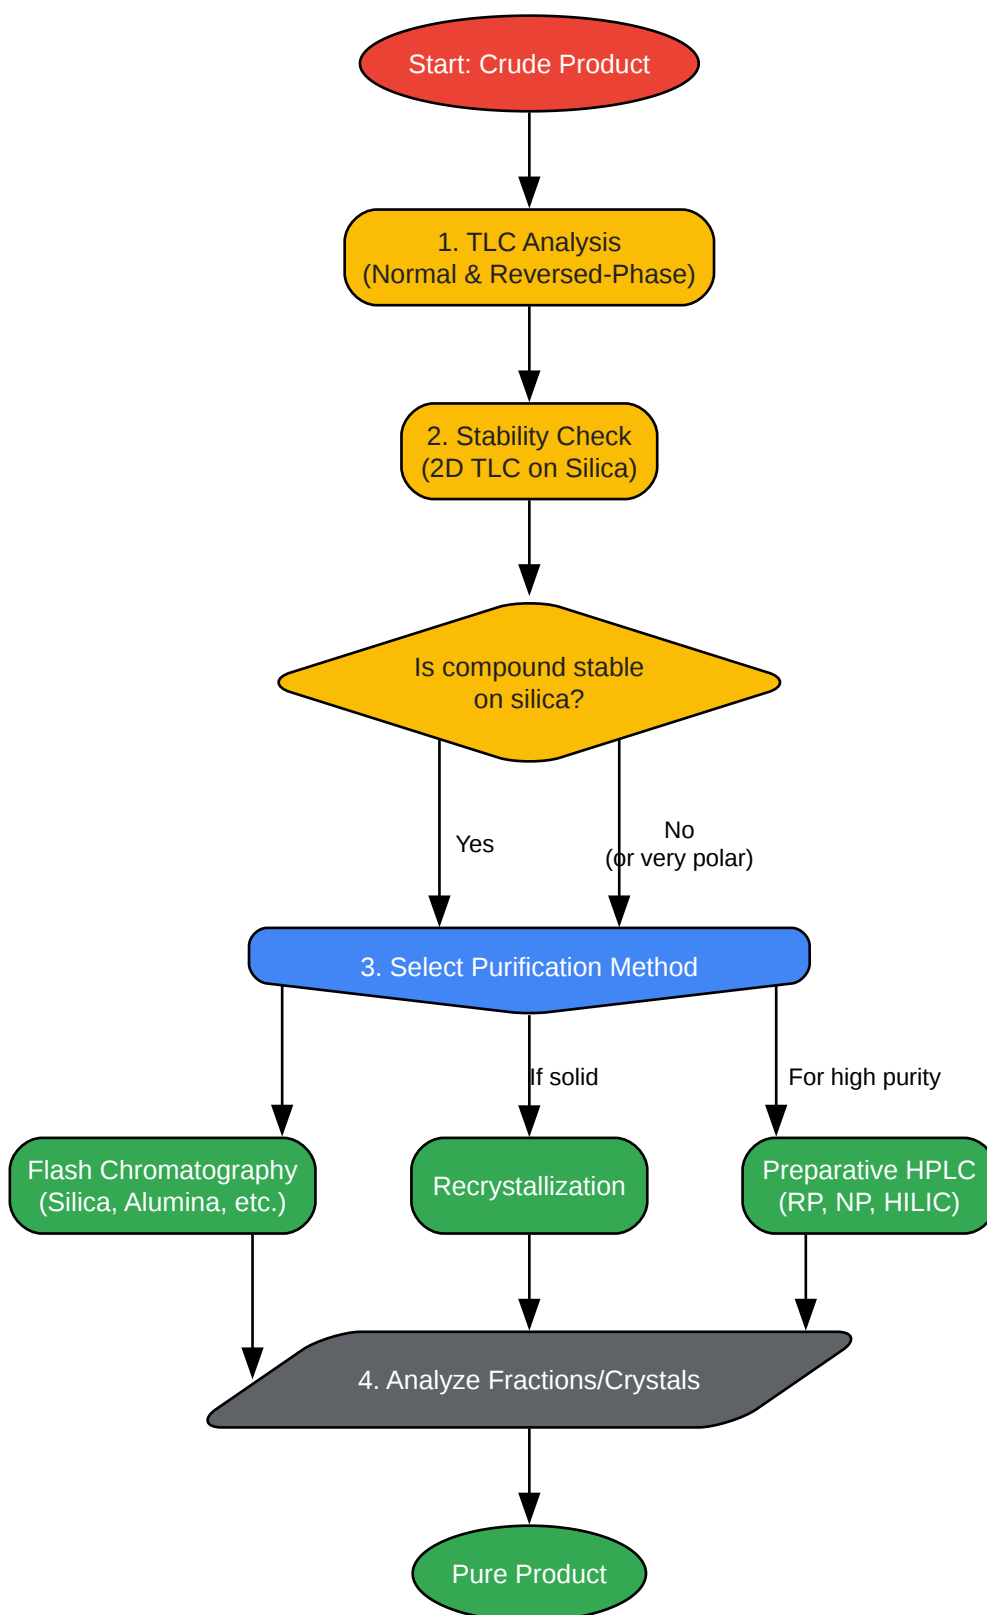 Start: Crude Product
1. TLC Analysis
(Normal & Reversed-Phase)
2. Stability Check
(2D TLC on Silica)
Is compound stable
on silica?
Yes
No
(or very polar)
3. Select Purification Method
If solid
For high purity
Flash Chromatography
(Silica, Alumina, etc.)
Recrystallization
Preparative HPLC
(RP, NP, HILIC)
4. Analyze Fractions/Crystals
Pure Product